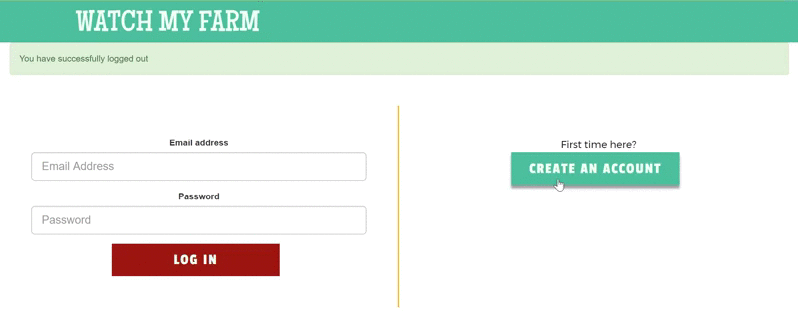 WATCH MY FARM
You have successfully logged out
Email address
Email Address
Password
Password
LOG IN
First time here?
CREATE AN ACCOUNT